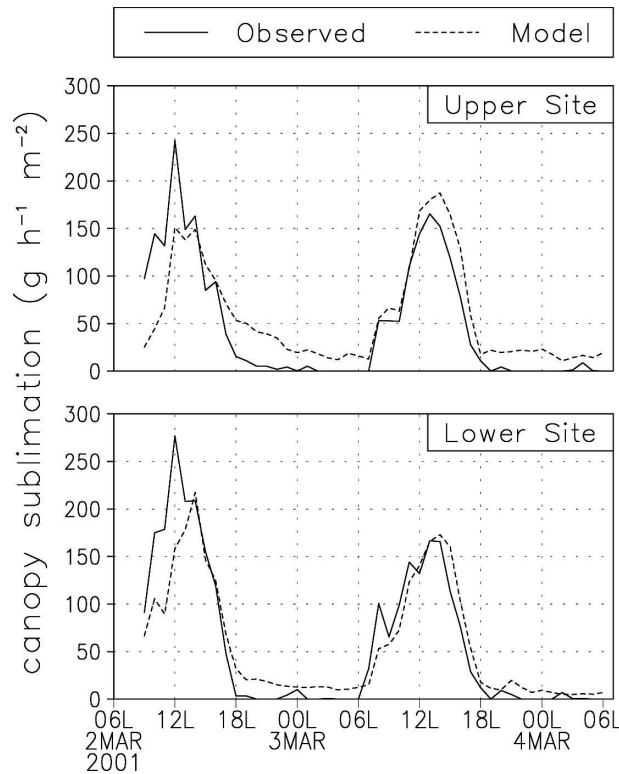 Observed
Model
canopy sublimation (g h⁻¹ m⁻²)
Upper Site
300
250
200
150
100
50
0
Lower Site
300
250
200
150
100
50
0
06L 12L 18L 00L 06L 12L 18L 00L 06L
2MAR 3MAR 4MAR
2001